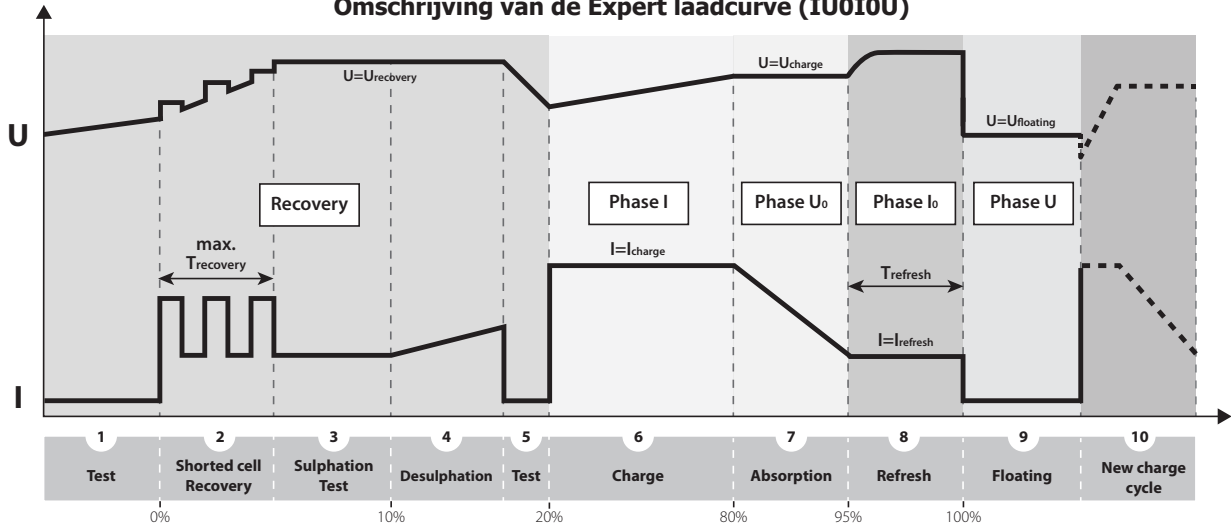 Omschrijving van de Expert laadcurve (IU0I0U)
U
I
U=Urecovery
U=Ucharge
U=Ufloating
Recovery
Phase I
Phase U0
Phase I0
Phase U
max.
Trecovery
I=Icharge
Trefresh
I=Irefresh
1
2
3
4
5
6
7
8
9
10
Test
Shorted cell
Recovery
Sulphation
Test
Desulphation
Test
Charge
Absorption
Refresh
Floating
New charge
cycle
0%
10%
20%
80%
95%
100%